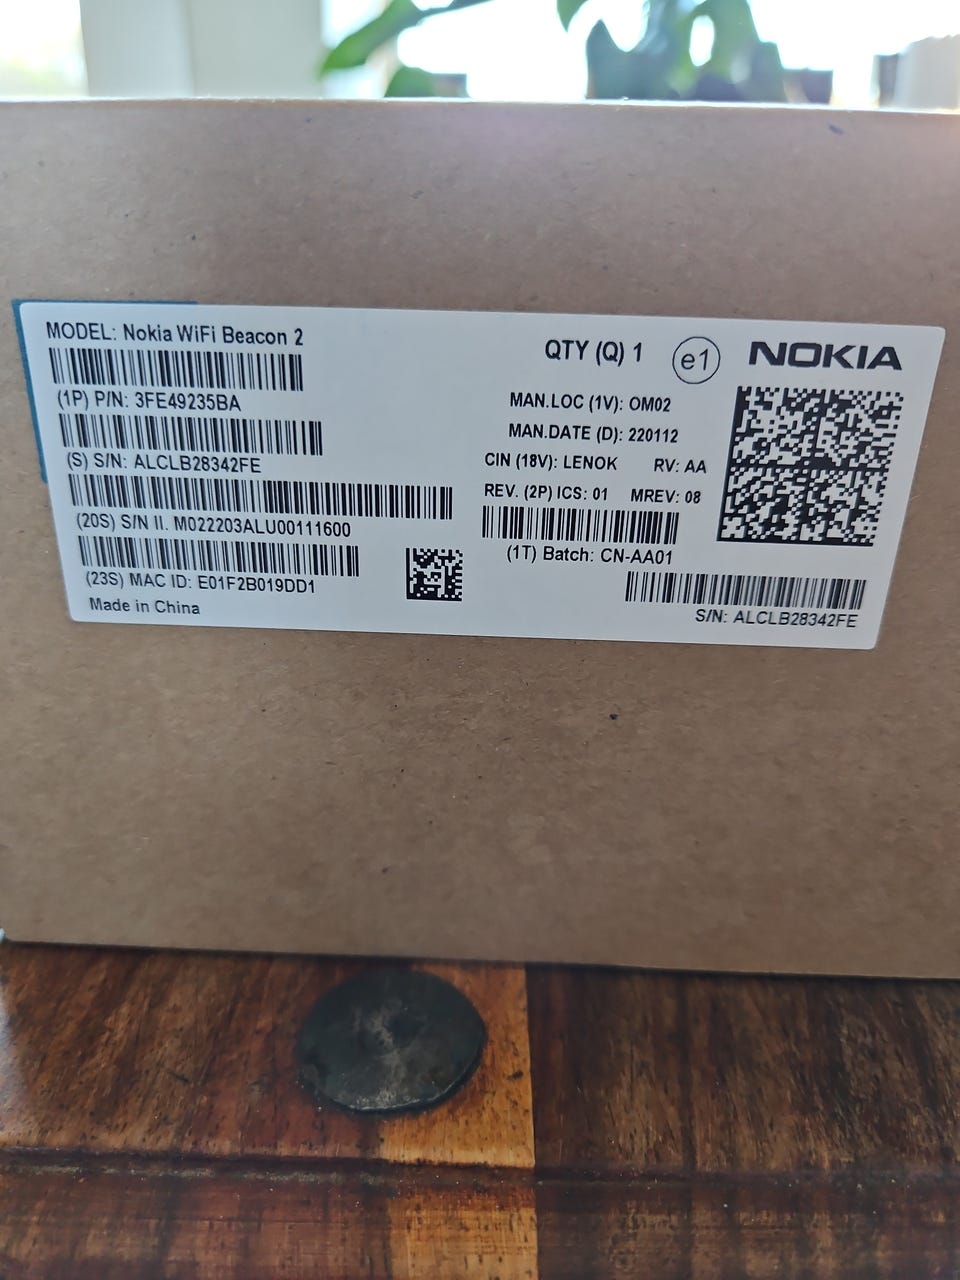 MODEL: Nokia WiFi Beacon 2
(1P) P/N: 3FE49235BA
(S) S/N: ALCLB28342FE
(20S) S/N II. M022203ALU00111600
(23S) MAC ID: E01F2B019DD1
Made in China
QTY (Q) 1
e1
NOKIA
MAN.LOC (1V): OM02
MAN.DATE (D): 220112
CIN (18V): LENOK RV: AA
REV. (2P) ICS: 01 MREV: 08
(1T) Batch: CN-AA01
S/N: ALCLB28342FE